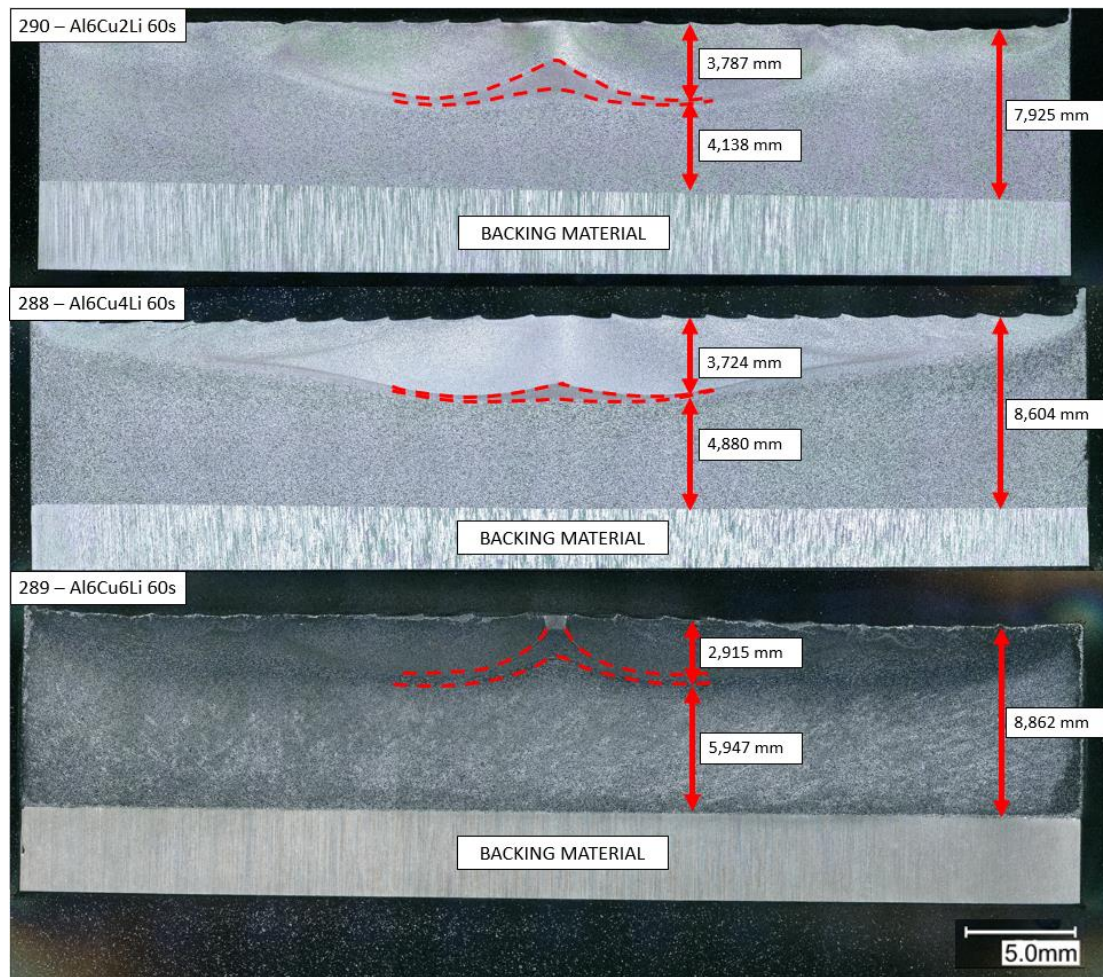 290 – Al6Cu2Li 60s
3,787 mm
7,925 mm
4,138 mm
BACKING MATERIAL
288 – Al6Cu4Li 60s
3,724 mm
8,604 mm
4,880 mm
BACKING MATERIAL
289 – Al6Cu6Li 60s
2,915 mm
8,862 mm
5,947 mm
BACKING MATERIAL
5.0mm